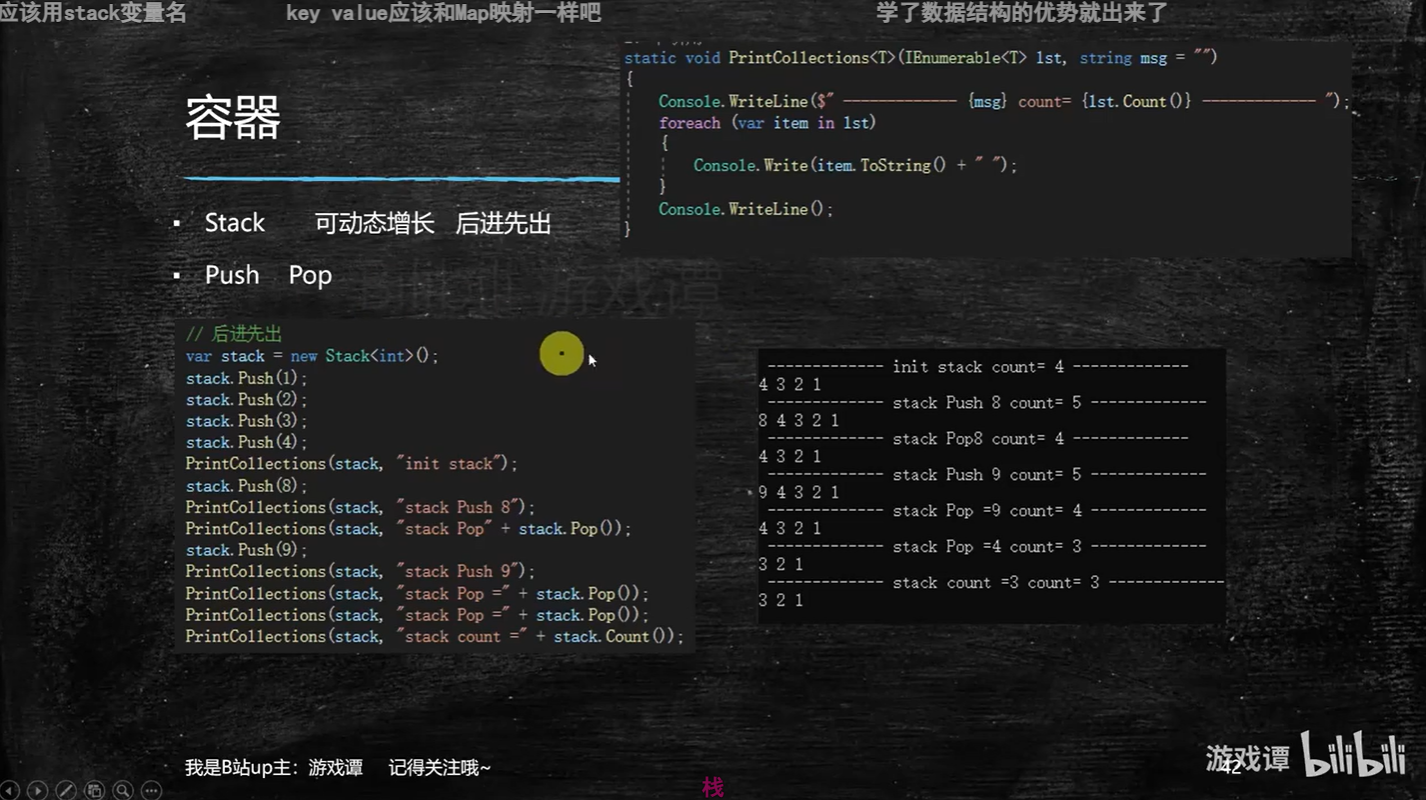 应该用stack变量名
key value应该和Map映射一样吧
学了数据结构的优势就出来了
容器
static void PrintCollections<T>(IEnumerable<T> lst, string msg = "")
{
Console.WriteLine($" ------------- {msg} count= {lst.Count()} ------------- ");
foreach (var item in lst)
{
Console.Write(item.ToString() + " ");
}
Console.WriteLine();
}
Stack 可动态增长 后进先出
Push Pop
// 后进先出
var stack = new Stack<int>();
stack.Push(1);
stack.Push(2);
stack.Push(3);
stack.Push(4);
PrintCollections(stack, "init stack");
stack.Push(8);
PrintCollections(stack, "stack Push 8");
PrintCollections(stack, "stack Pop" + stack.Pop());
stack.Push(9);
PrintCollections(stack, "stack Push 9");
PrintCollections(stack, "stack Pop =" + stack.Pop());
PrintCollections(stack, "stack Pop =" + stack.Pop());
PrintCollections(stack, "stack count =" + stack.Count());
------------- init stack count= 4 -------------
4 3 2 1
------------- stack Push 8 count= 5 -------------
8 4 3 2 1
------------- stack Pop8 count= 4 -------------
4 3 2 1
------------- stack Push 9 count= 5 -------------
9 4 3 2 1
------------- stack Pop =9 count= 4 -------------
4 3 2 1
------------- stack Pop =4 count= 3 -------------
3 2 1
------------- stack count =3 count= 3 -------------
3 2 1
我是B站up主：游戏谭 记得关注哦~
栈
游戏谭 bilibili
42